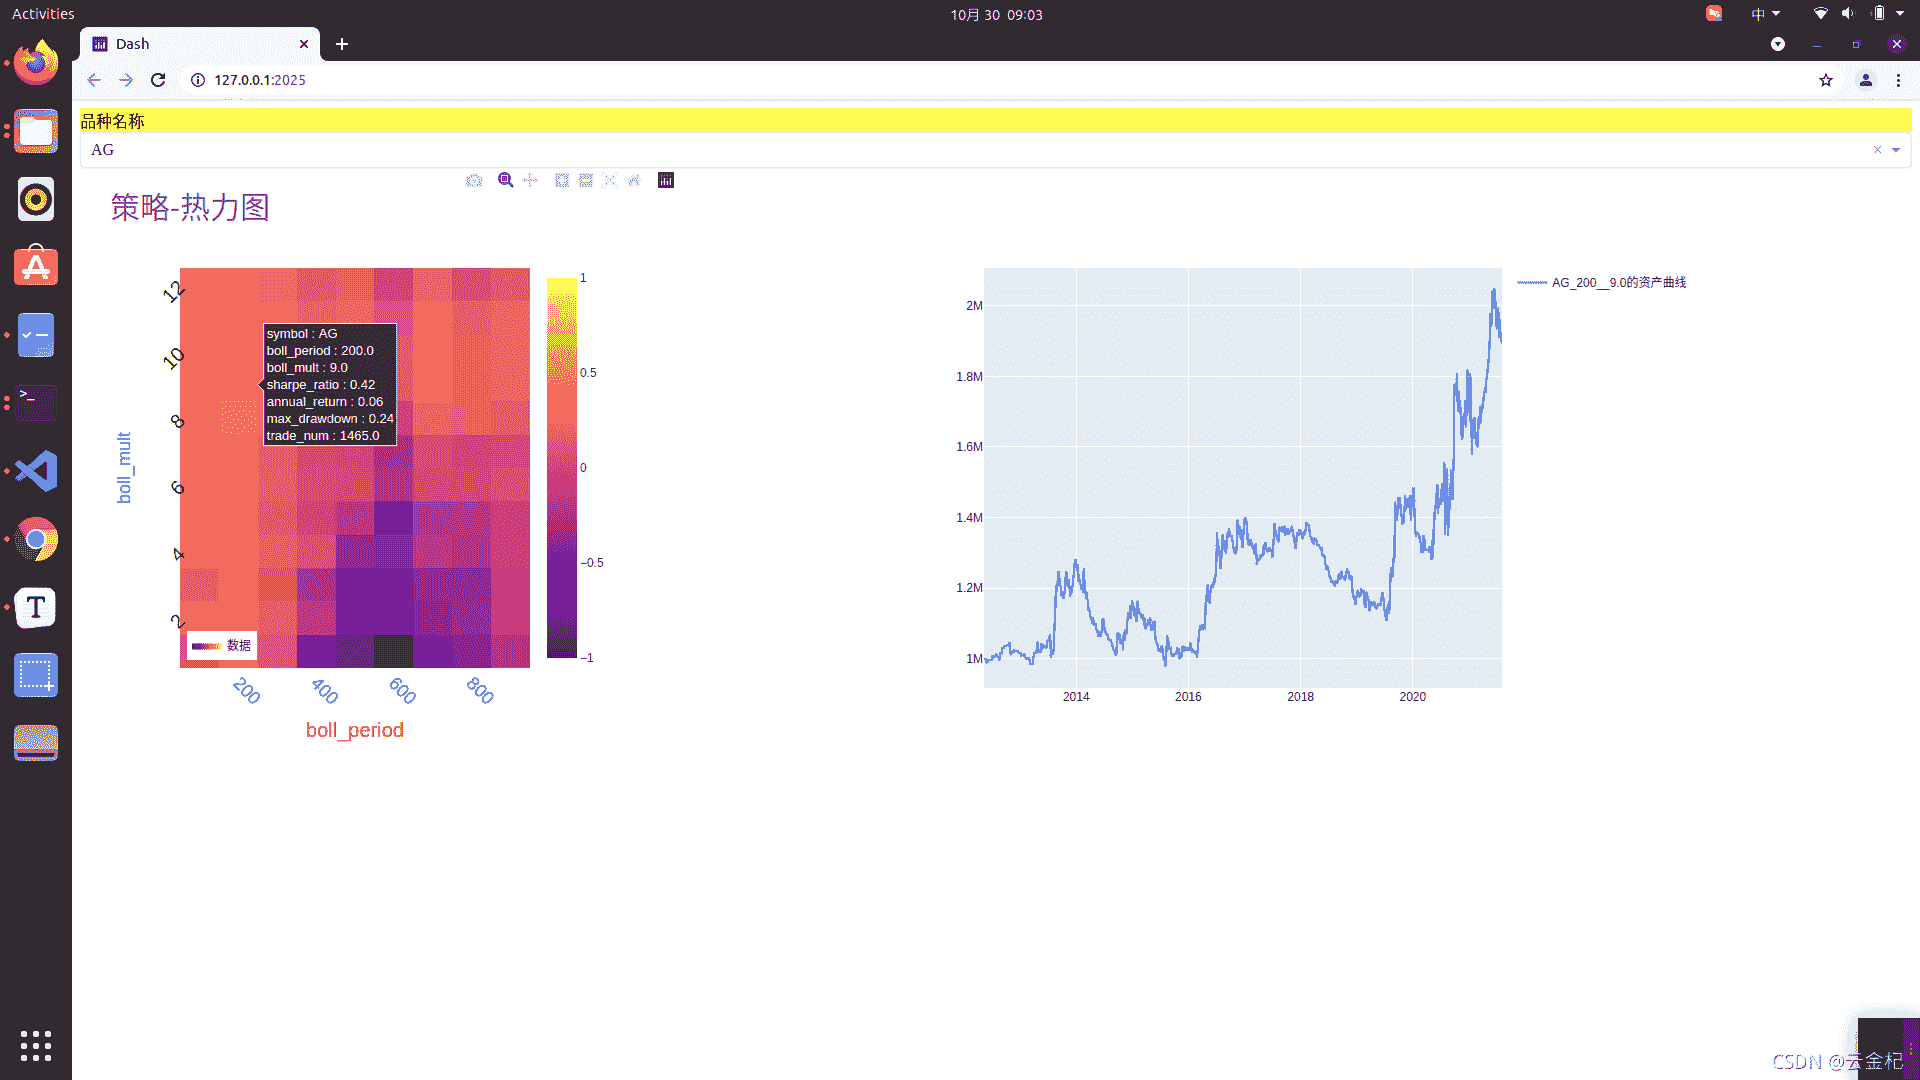 Activities
10月 30 09:03
中
Dash
127.0.0.1:2025
品种名称
AG
策略-热力图
symbol : AG
boll_period : 200.0
boll_mult : 9.0
sharpe_ratio : 0.42
annual_return : 0.06
max_drawdown : 0.24
trade_num : 1465.0
12
10
8
6
4
2
boll_mult
数据
200
400
600
800
boll_period
1
0.5
0
−0.5
−1
2M
1.8M
1.6M
1.4M
1.2M
1M
2014
2016
2018
2020
AG_200__9.0的资产曲线
CSDN @云金杞